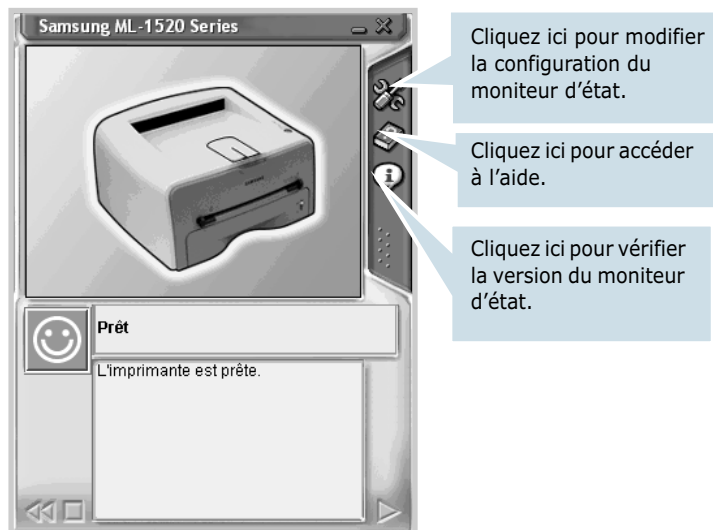 Samsung ML-1520 Series
Cliquez ici pour modifier
la configuration du
moniteur d'état.
Cliquez ici pour accéder
à l'aide.
Cliquez ici pour vérifier
la version du moniteur
d'état.
Prêt
L'imprimante est prête.